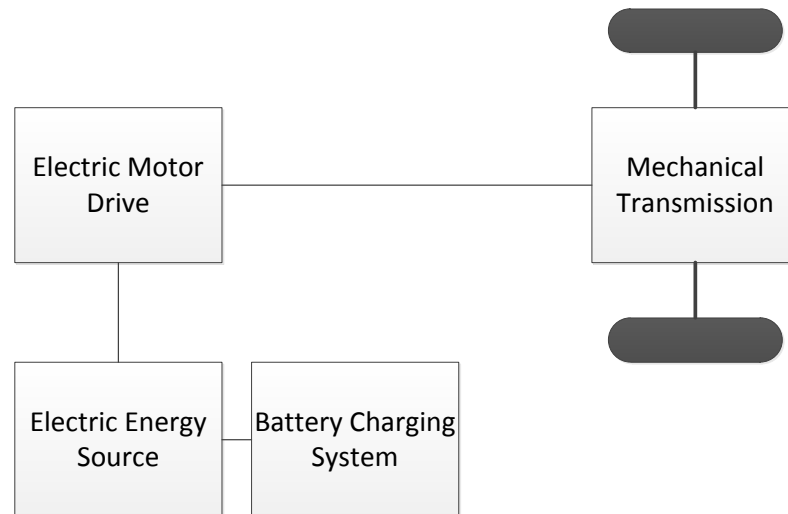 Electric Motor
Drive
Mechanical
Transmission
Electric Energy
Source
Battery Charging
System